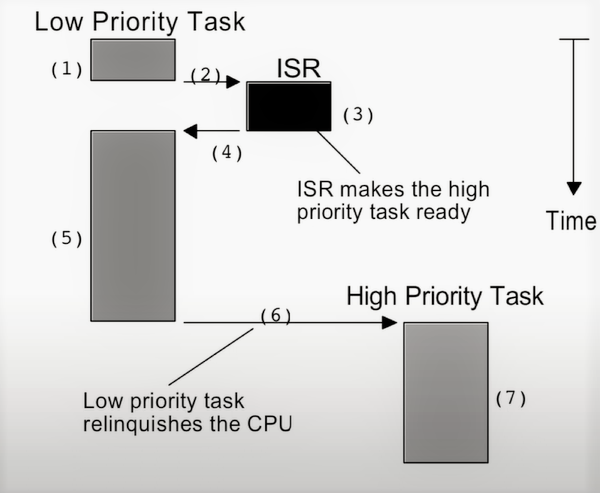 Low Priority Task
(1)
(2)
ISR
(3)
(4)
ISR makes the high
priority task ready
Time
(5)
High Priority Task
(6)
Low priority task
relinquishes the CPU
(7)